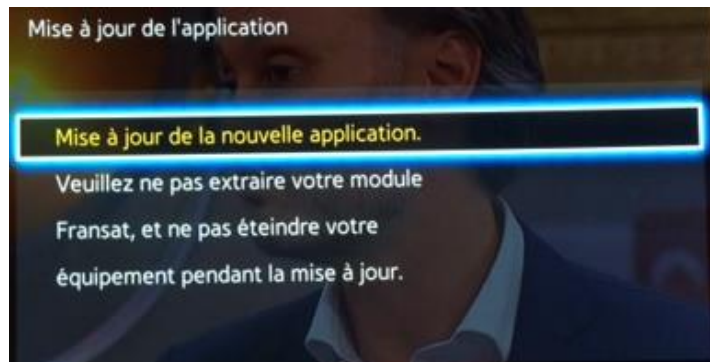 Mise à jour de l'application
Mise à jour de la nouvelle application.
Veuillez ne pas extraire votre module
Fransat, et ne pas éteindre votre
équipement pendant la mise à jour.